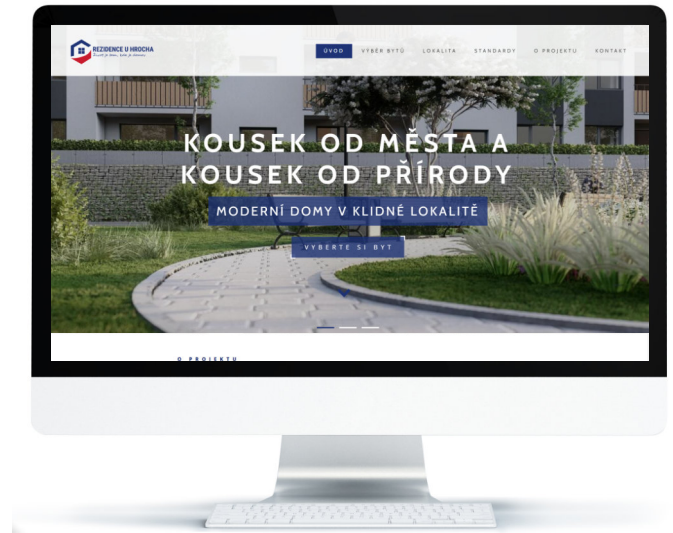 REZIDENCE U HROCHA
ÚVOD VÝBĚR BYTŮ LOKALITA STANDARDY O PROJEKTU KONTAKT
KOUSEK OD MĚSTA A
KOUSEK OD PŘÍRODY
MODERNÍ DOMY V KLIDNÉ LOKALITĚ
VYBERTE SI BYT
O PROJEKTU